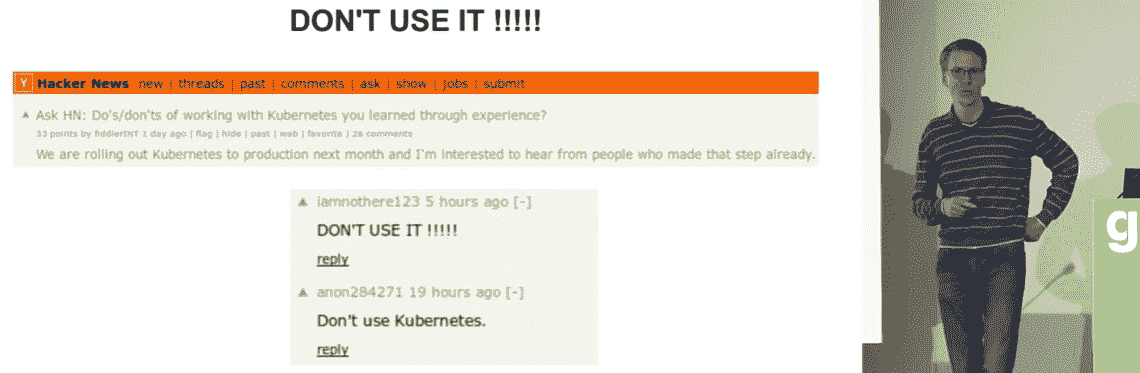 DON'T USE IT !!!!!
Y Hacker News new | threads | past | comments | ask | show | jobs | submit
▲ Ask HN: Do's/don'ts of working with Kubernetes you learned through experience?
33 points by fiddlerINT 1 day ago | flag | hide | past | web | favorite | 28 comments
We are rolling out Kubernetes to production next month and I'm interested to hear from people who made that step already.
▲ iamnothere123 5 hours ago [-]
DON'T USE IT !!!!!
reply
▲ anon284271 19 hours ago [-]
Don't use Kubernetes.
reply
g